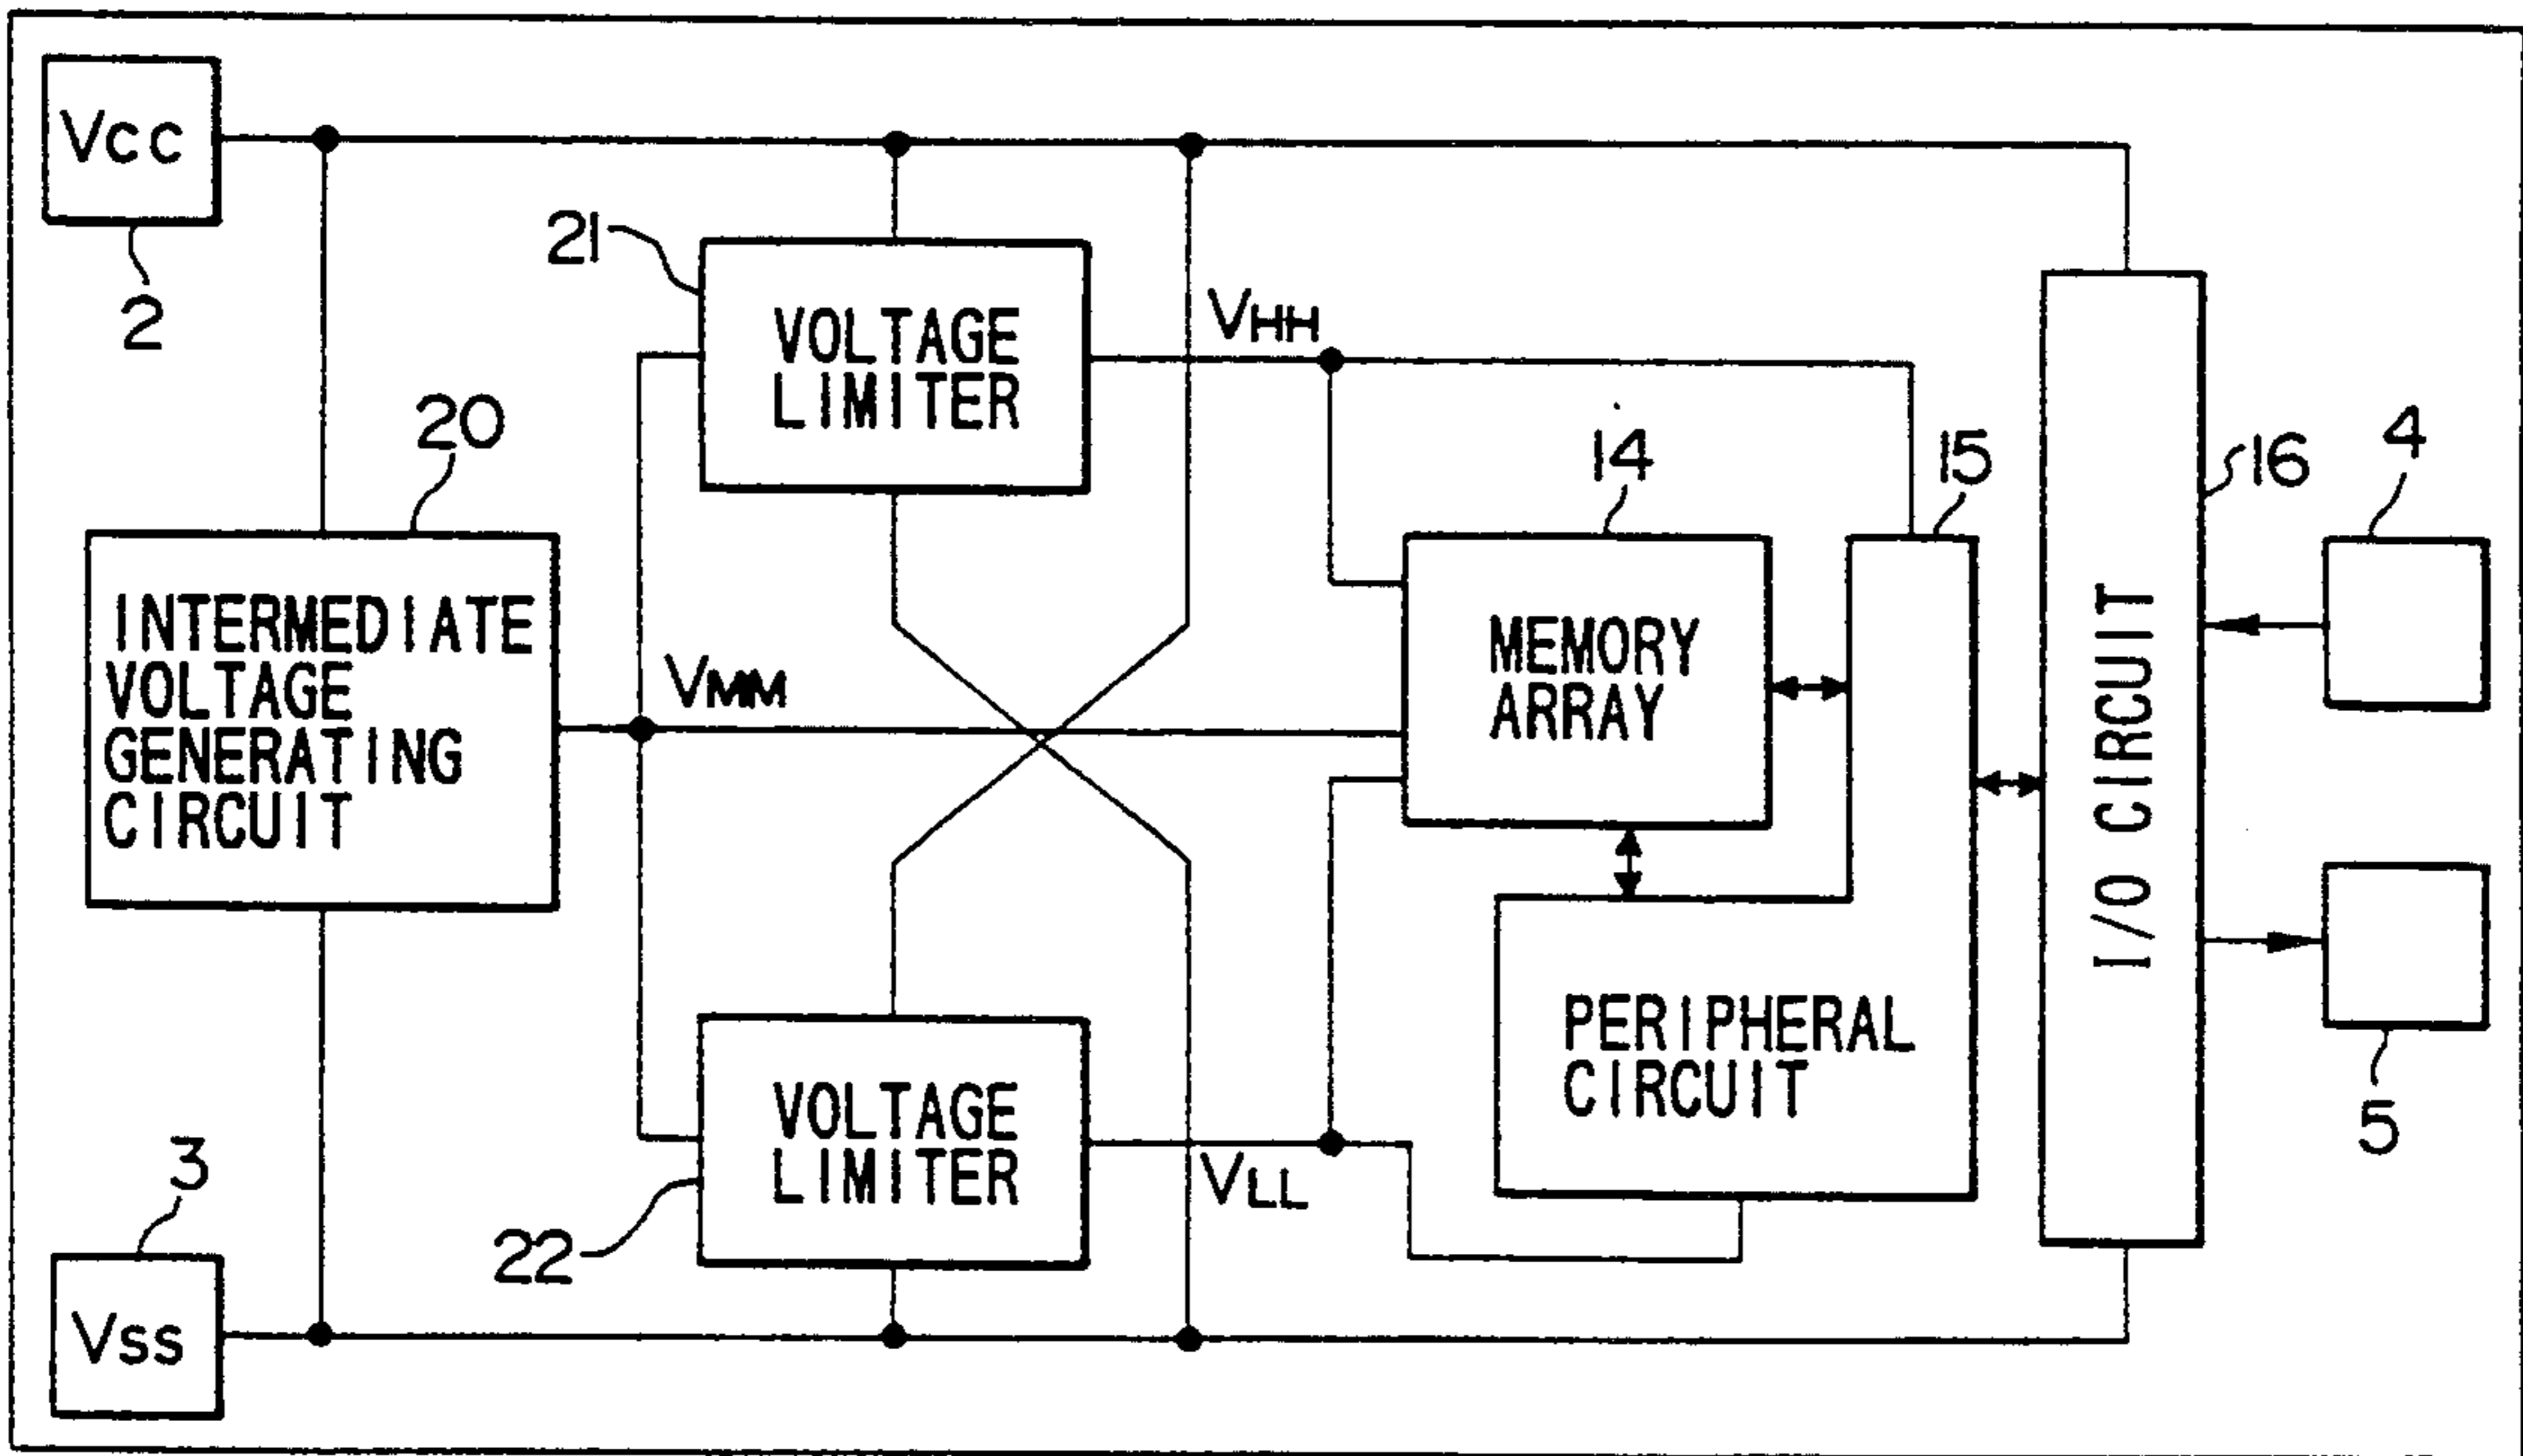 Vcc
2
21
VOLTAGE
LIMITER
VHH
20
INTERMEDIATE
VOLTAGE
GENERATING
CIRCUIT
VMM
14
MEMORY
ARRAY
15
16
I/O CIRCUIT
4
PERIPHERAL
CIRCUIT
5
VOLTAGE
LIMITER
22
VLL
3
Vss